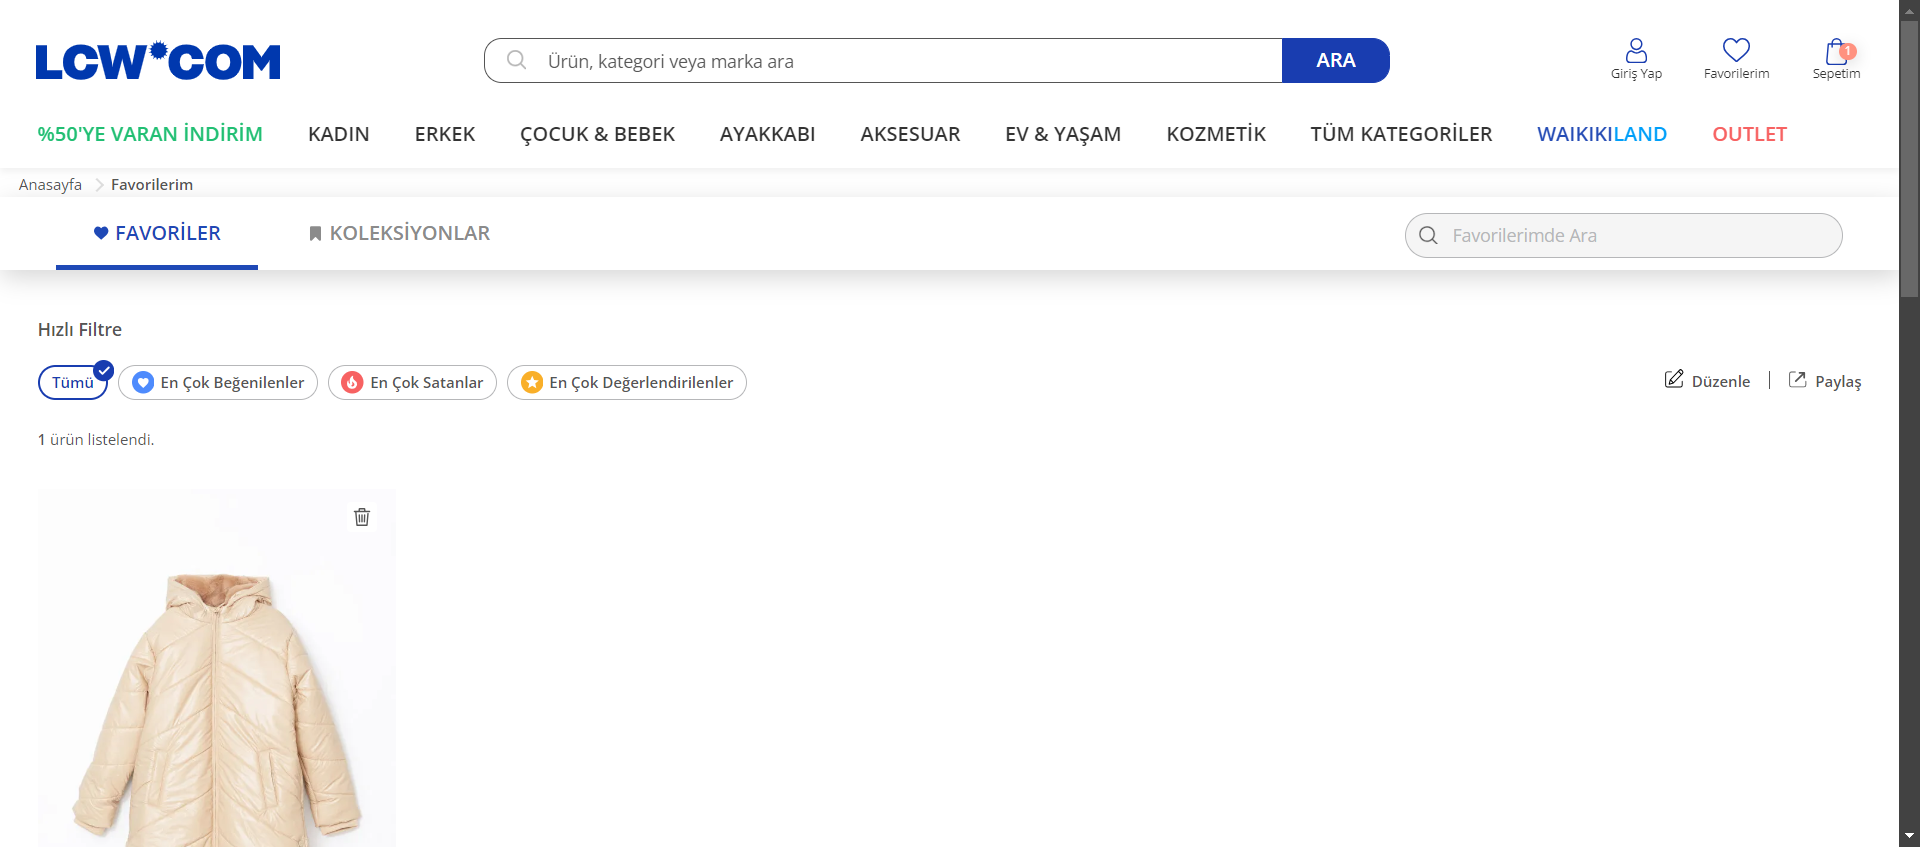 LCW COM
Ürün, kategori veya marka ara
ARA
Giriş Yap
Favorilerim
1
Sepetim
%50'YE VARAN İNDİRİM
KADIN
ERKEK
ÇOCUK & BEBEK
AYAKKABI
AKSESUAR
EV & YAŞAM
KOZMETİK
TÜM KATEGORİLER
WAIKIKILAND
OUTLET
Anasayfa
Favorilerim
FAVORİLER
KOLEKSİYONLAR
Favorilerimde Ara
Hızlı Filtre
Tümü
En Çok Beğenilenler
En Çok Satanlar
En Çok Değerlendirilenler
Düzenle
Paylaş
1 ürün listelendi.